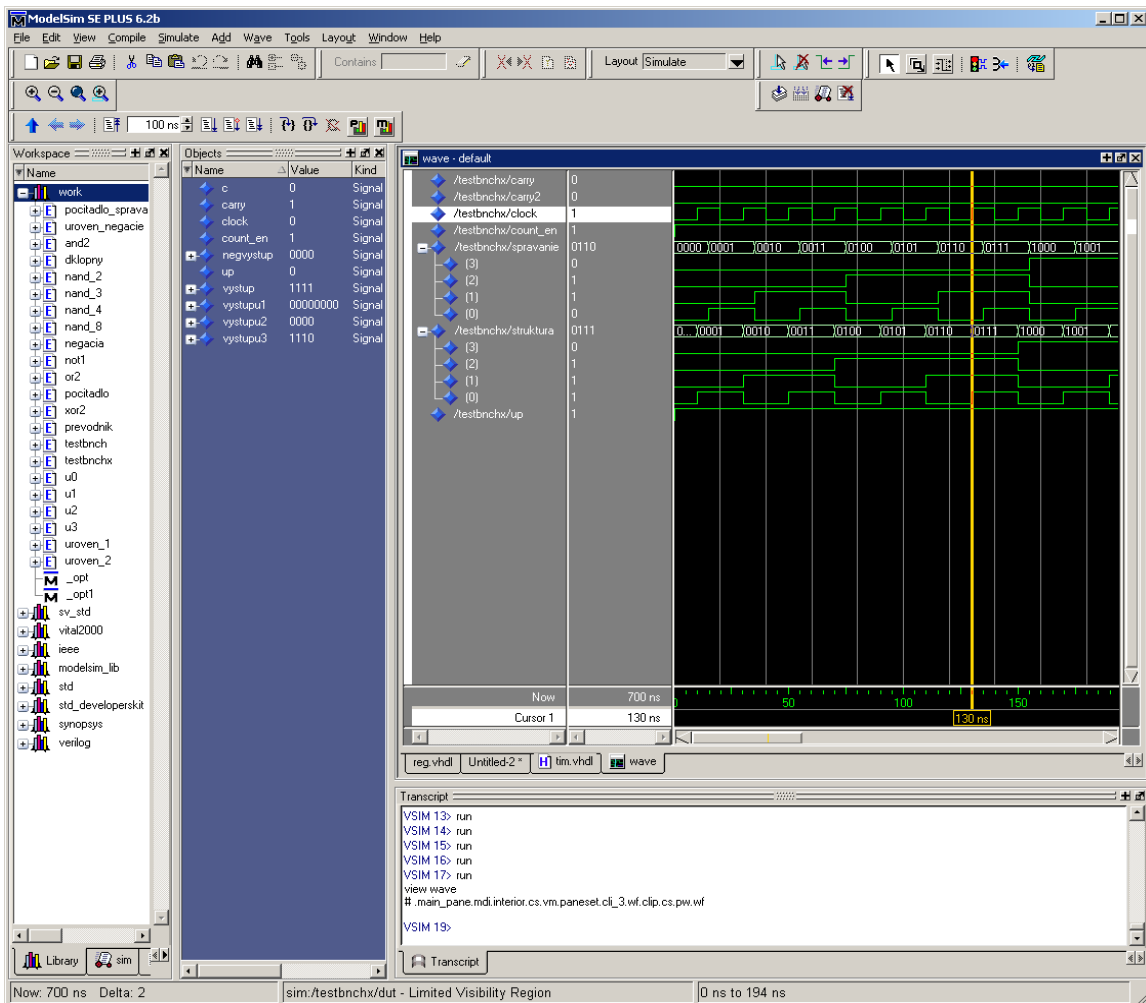 ModelSim SE PLUS 6.2b
File Edit View Compile Simulate Add Wave Tools Layout Window Help
Contains
Layout Simulate
100 ns
Workspace
Name
work
pocitadlo_sprava
uroven_negacie
and2
dklopny
nand_2
nand_3
nand_4
nand_8
negacia
not1
or2
pocitadlo
xor2
prevodnik
testbnch
testbnchx
u0
u1
u2
u3
uroven_1
uroven_2
_opt
_opt1
sv_std
vital2000
ieee
modelsim_lib
std
std_developerskit
synopsys
verilog
Library sim
Objects
Name Value Kind
c 0 Signal
carry 1 Signal
clock 0 Signal
count_en 1 Signal
negvystup 0000 Signal
up 0 Signal
vystup 1111 Signal
vystupu1 00000000 Signal
vystupu2 0000 Signal
vystupu3 1110 Signal
wave - default
/testbnchx/carry 0
/testbnchx/carry2 0
/testbnchx/clock 1
/testbnchx/count_en 1
/testbnchx/spravanie 0110 0000 0001 0010 0011 0100 0101 0110 0111 1000 1001
(3) 0
(2) 1
(1) 1
(0) 0
/testbnchx/struktura 0111 0... 0001 0010 0011 0100 0101 0110 0111 1000 1001
(3) 0
(2) 1
(1) 1
(0) 1
/testbnchx/up 1
Now 700 ns 0 50 100 150
Cursor 1 130 ns 130 ns
reg.vhdl Untitled-2 * tim.vhdl wave
Transcript
VSIM 13> run
VSIM 14> run
VSIM 15> run
VSIM 16> run
VSIM 17> run
view wave
# .main_pane.mdi.interior.cs.vm.paneset.cli_3.wf.clip.cs.pw.wf
VSIM 19>
Transcript
Now: 700 ns Delta: 2 sim:/testbnchx/dut - Limited Visibility Region 0 ns to 194 ns